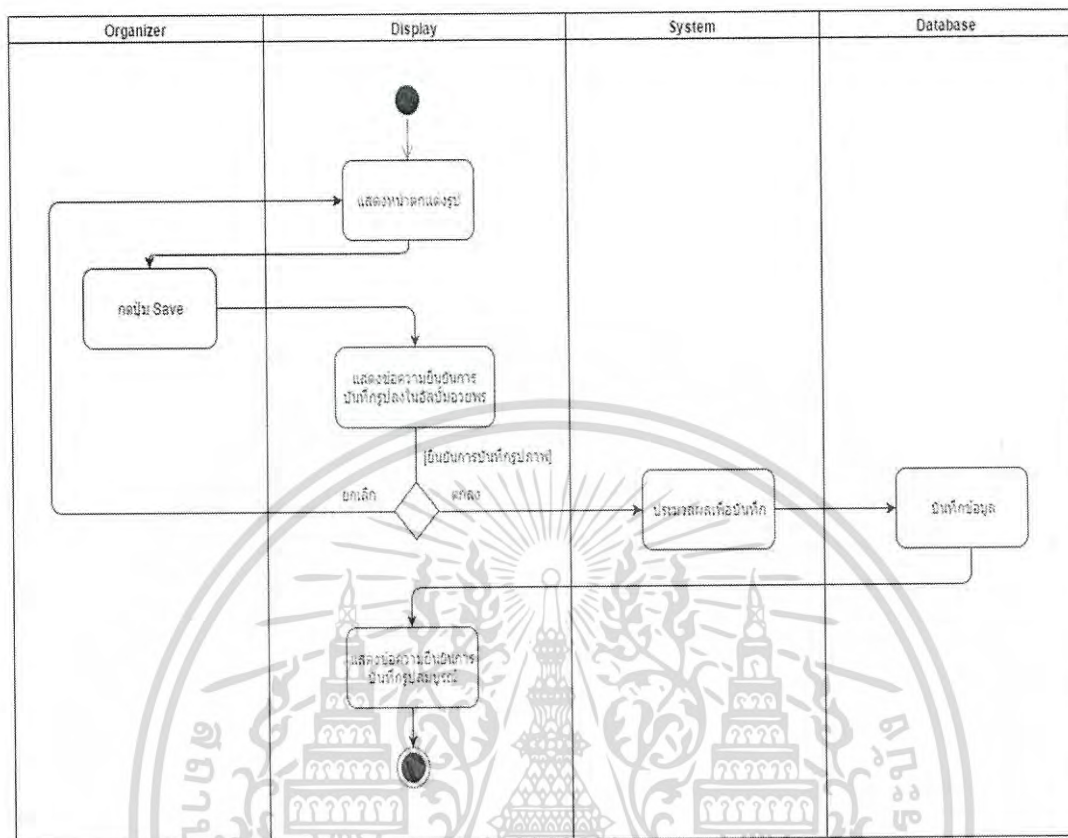 Organizer
Display
System
Database
แสดงหน้าตกแต่งรูป
กดปุ่ม Save
แสดงข้อความยืนยันการ
บันทึกรูปลงในอัลบั้มอวยพร
[ยืนยันการบันทึกรูปภาพ]
ยกเลิก
ตกลง
ประมวลผลเพื่อบันทึก
บันทึกข้อมูล
แสดงข้อความยืนยันการ
บันทึกรูปสมบูรณ์